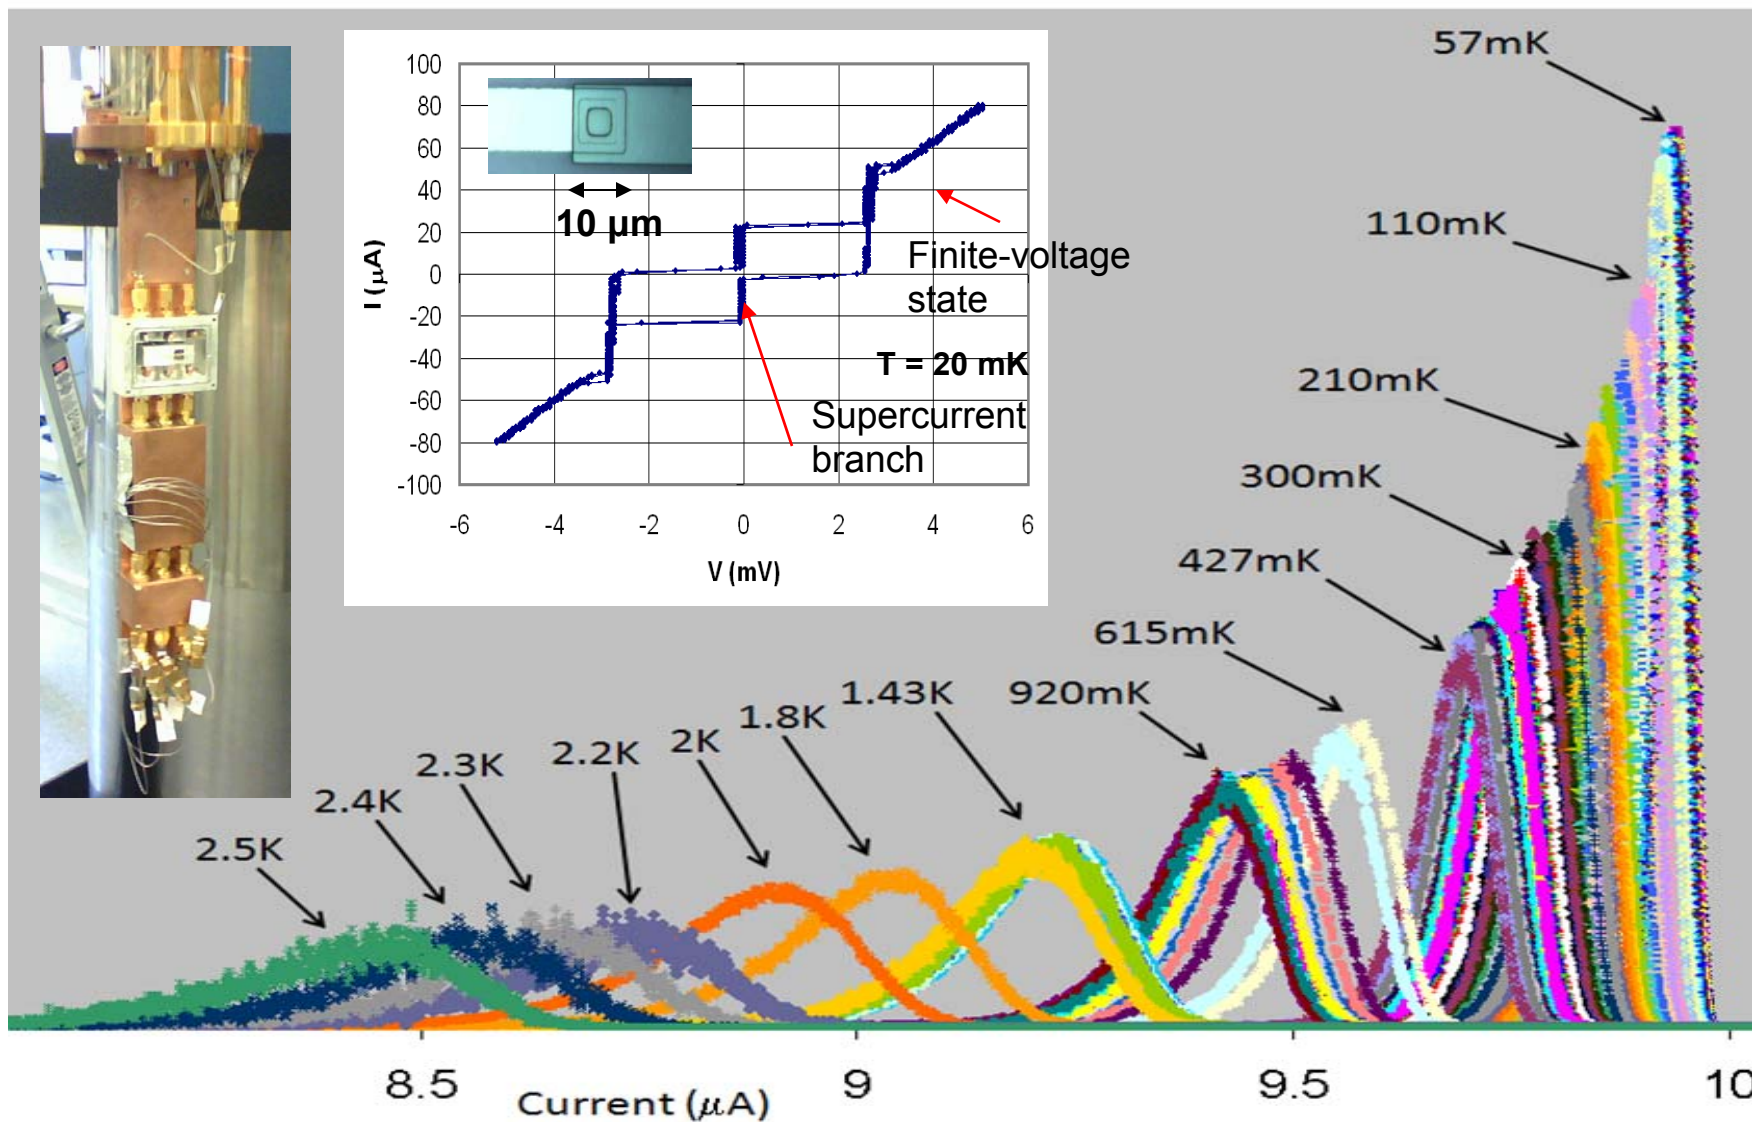 57mK
110mK
210mK
300mK
427mK
615mK
920mK
1.43K
1.8K
2K
2.2K
2.3K
2.4K
2.5K
100
80
60
40
20
0
-20
-40
-60
-80
-100
I (μA)
10 μm
Finite-voltage
state
T = 20 mK
Supercurrent
branch
-6 -4 -2 0 2 4 6
V (mV)
8.5 9 9.5 10
Current (μA)